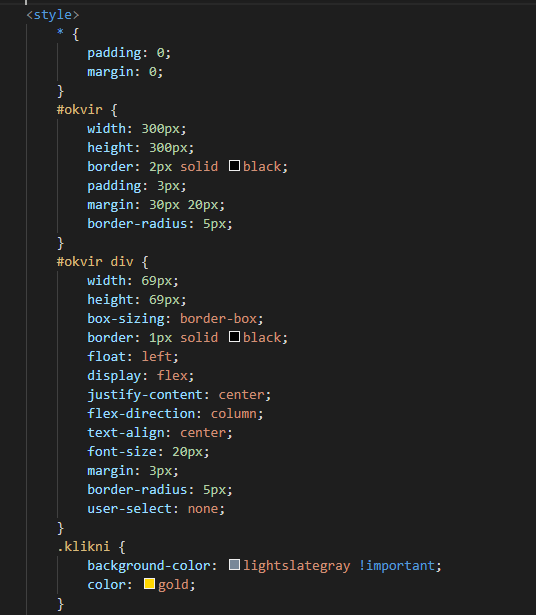 <style>
* {
padding: 0;
margin: 0;
}
#okvir {
width: 300px;
height: 300px;
border: 2px solid black;
padding: 3px;
margin: 30px 20px;
border-radius: 5px;
}
#okvir div {
width: 69px;
height: 69px;
box-sizing: border-box;
border: 1px solid black;
float: left;
display: flex;
justify-content: center;
flex-direction: column;
text-align: center;
font-size: 20px;
margin: 3px;
border-radius: 5px;
user-select: none;
}
.klikni {
background-color: lightslategray !important;
color: gold;
}